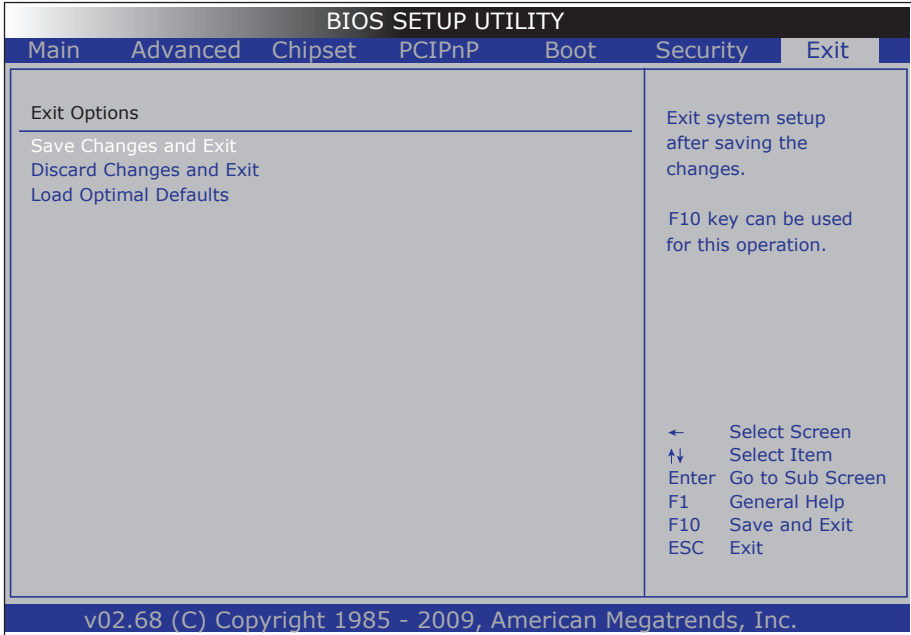 BIOS SETUP UTILITY
Main Advanced Chipset PCIPnP Boot Security Exit
Exit Options
Save Changes and Exit
Discard Changes and Exit
Load Optimal Defaults
Exit system setup
after saving the
changes.
F10 key can be used
for this operation.
← Select Screen
↑↓ Select Item
Enter Go to Sub Screen
F1 General Help
F10 Save and Exit
ESC Exit
v02.68 (C) Copyright 1985 - 2009, American Megatrends, Inc.